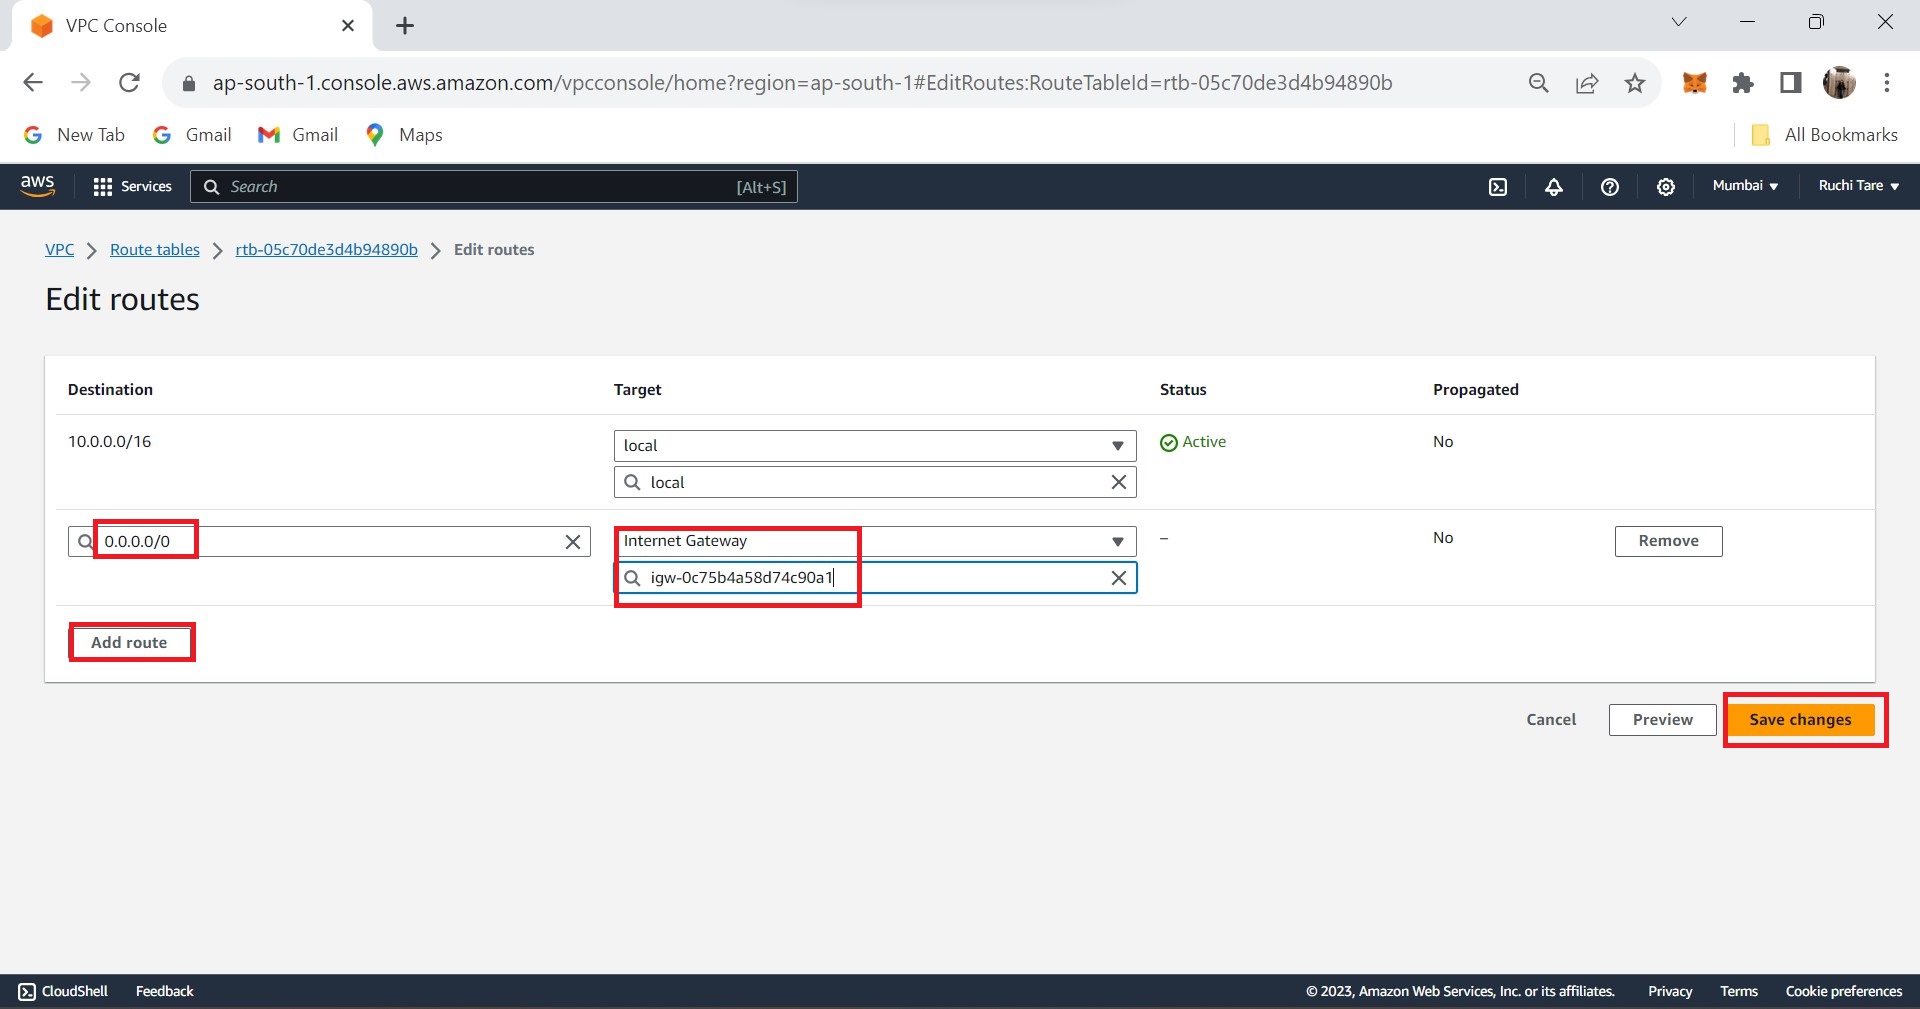 VPC Console
ap-south-1.console.aws.amazon.com/vpcconsole/home?region=ap-south-1#EditRoutes:RouteTableId=rtb-05c70de3d4b94890b
New Tab Gmail Gmail Maps All Bookmarks
aws Services Search [Alt+S] Mumbai Ruchi Tare
VPC Route tables rtb-05c70de3d4b94890b Edit routes
Edit routes
Destination Target Status Propagated
10.0.0.0/16 local Active No
local
0.0.0.0/0 Internet Gateway – No Remove
igw-0c75b4a58d74c90a1
Add route
Cancel Preview Save changes
CloudShell Feedback © 2023, Amazon Web Services, Inc. or its affiliates. Privacy Terms Cookie preferences